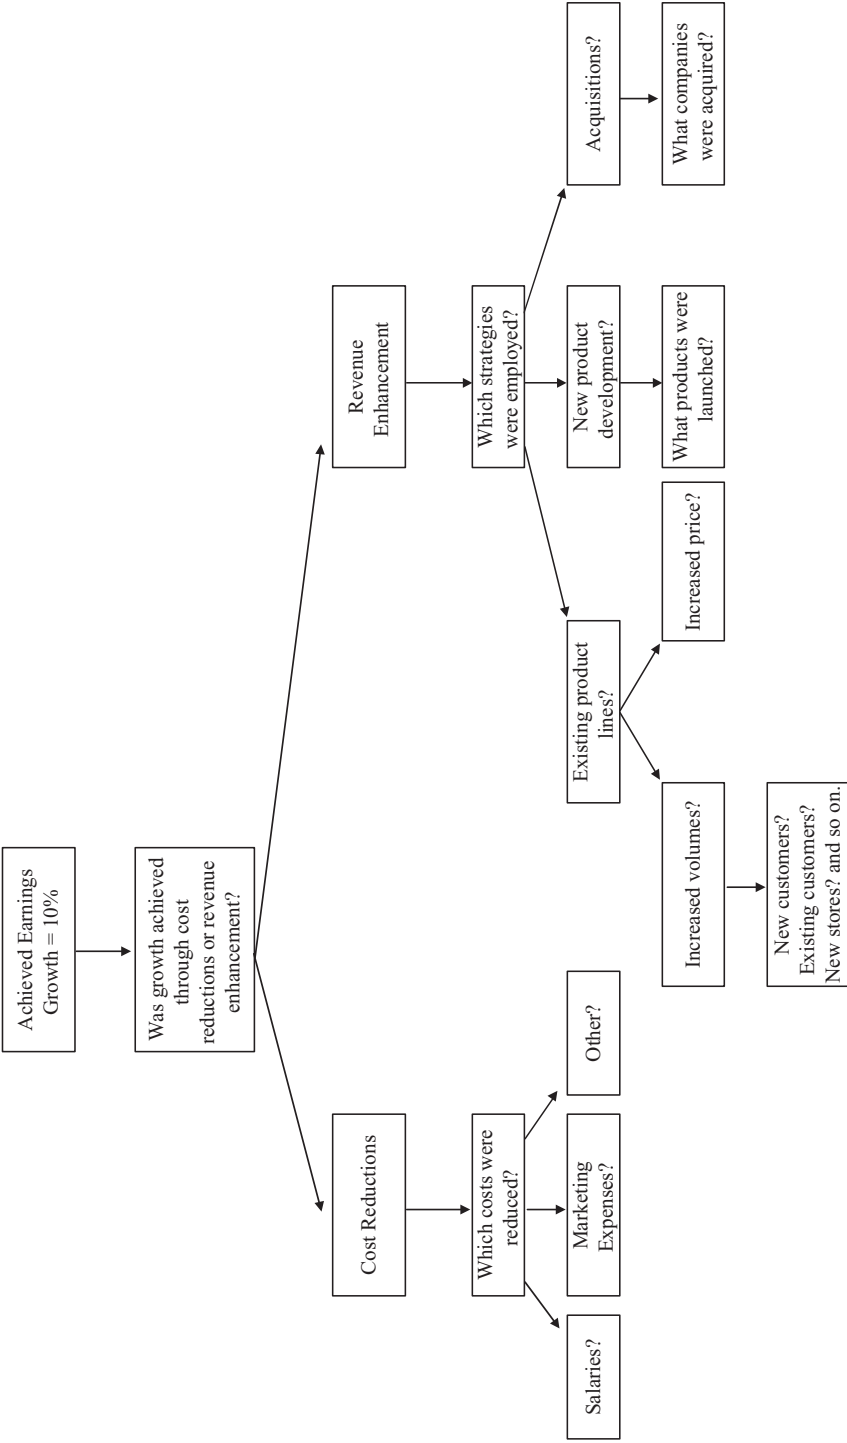 Achieved Earnings
Growth = 10%
Was growth achieved
through cost
reductions or revenue
enhancement?
Cost Reductions
Revenue
Enhancement
Which costs were
reduced?
Which strategies
were employed?
Salaries?
Marketing
Expenses?
Other?
Existing product
lines?
New product
development?
Acquisitions?
Increased volumes?
Increased price?
What products were
launched?
What companies
were acquired?
New customers?
Existing customers?
New stores? and so on.